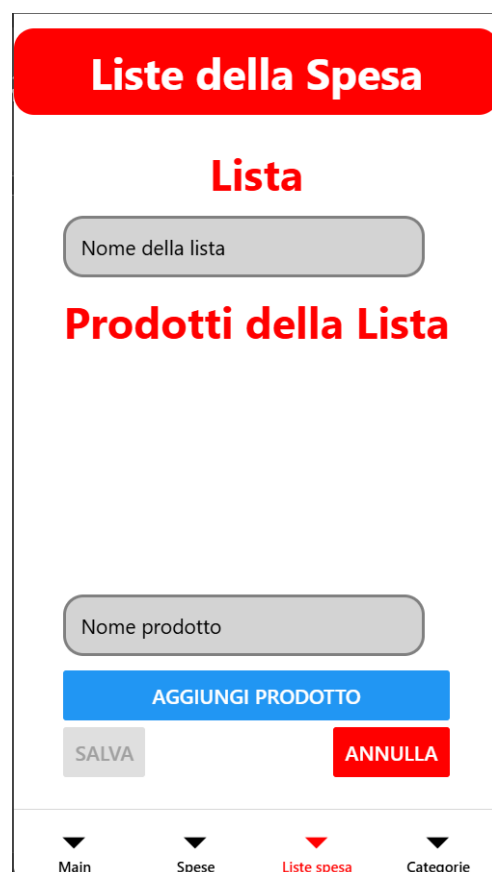 Liste della Spesa
Lista
Nome della lista
Prodotti della Lista
Nome prodotto
AGGIUNGI PRODOTTO
SALVA ANNULLA
Main Spese Liste spesa Categorie